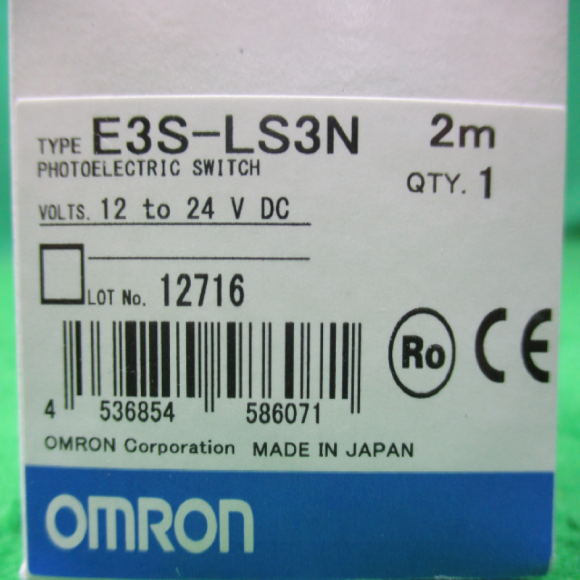 TYPE E3S-LS3N 2m
PHOTOELECTRIC SWITCH
QTY. 1
VOLTS. 12 to 24 V DC
LOT No. 12716
Ro CE
4 536854 586071
OMRON Corporation MADE IN JAPAN
OMRON